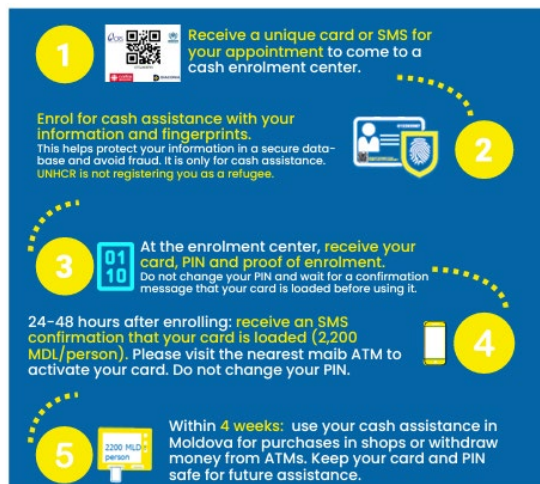 1
Receive a unique card or SMS for
your appointment to come to a
cash enrolment center.
Enrol for cash assistance with your
information and fingerprints.
This helps protect your information in a secure data-
base and avoid fraud. It is only for cash assistance.
UNHCR is not registering you as a refugee.
2
3
01
10
At the enrolment center, receive your
card, PIN and proof of enrolment.
Do not change your PIN and wait for a confirmation
message that your card is loaded before using it.
24-48 hours after enrolling: receive an SMS
confirmation that your card is loaded (2,200
MDL/person). Please visit the nearest maib ATM to
activate your card. Do not change your PIN.
4
5
2200 MLD
person
Within 4 weeks: use your cash assistance in
Moldova for purchases in shops or withdraw
money from ATMs. Keep your card and PIN
safe for future assistance.